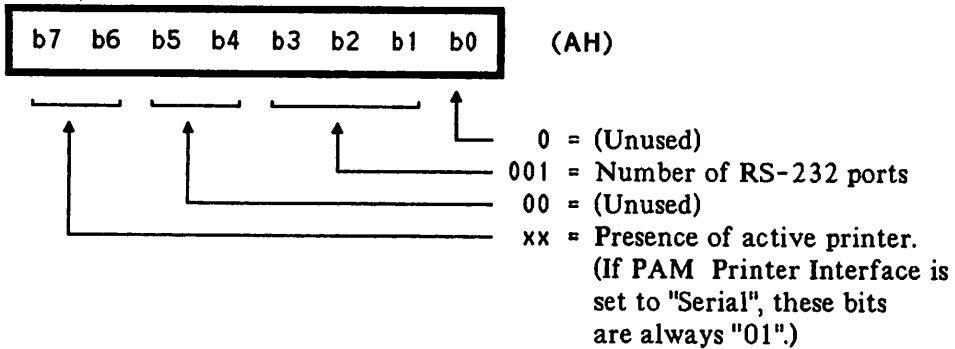 b7 b6 b5 b4 b3 b2 b1 b0 (AH)
0 = (Unused)
001 = Number of RS-232 ports
00 = (Unused)
xx = Presence of active printer.
(If PAM Printer Interface is
set to "Serial", these bits
are always "01".)